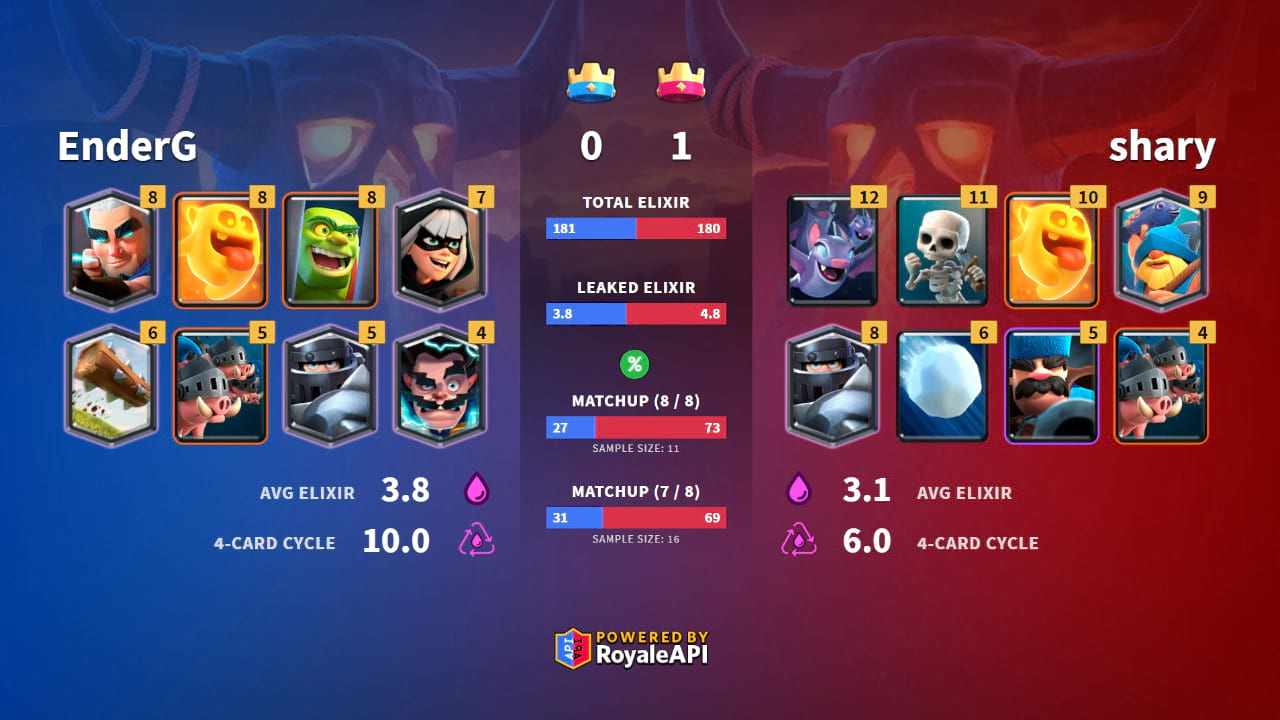 EnderG
0 1
shary
8 8 8 7
12 11 10 9
6 5 5 4
8 6 5 4
TOTAL ELIXIR
181 180
LEAKED ELIXIR
3.8 4.8
%
MATCHUP (8 / 8)
27 73
SAMPLE SIZE: 11
MATCHUP (7 / 8)
31 69
SAMPLE SIZE: 16
AVG ELIXIR 3.8
4-CARD CYCLE 10.0
3.1 AVG ELIXIR
6.0 4-CARD CYCLE
API API
POWERED BY
RoyaleAPI